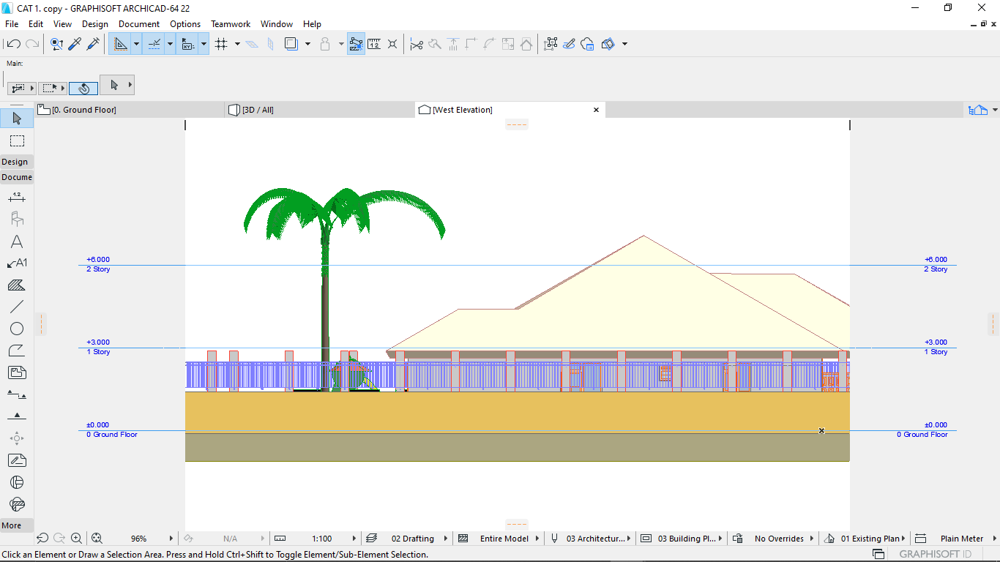 CAT 1. copy - GRAPHISOFT ARCHICAD-64 22
File Edit View Design Document Options Teamwork Window Help
Main:
[0. Ground Floor] [3D / All] [West Elevation]
Design
Docume
1.2
A
A1
More
+6.000 +6.000
2 Story 2 Story
+3.000 +3.000
1 Story 1 Story
±0.000 ±0.000
0 Ground Floor 0 Ground Floor
96% N/A 1:100 02 Drafting Entire Model 03 Architectur... 03 Building Pl... No Overrides 01 Existing Plan Plain Meter
Click an Element or Draw a Selection Area. Press and Hold Ctrl+Shift to Toggle Element/Sub-Element Selection. GRAPHISOFT ID